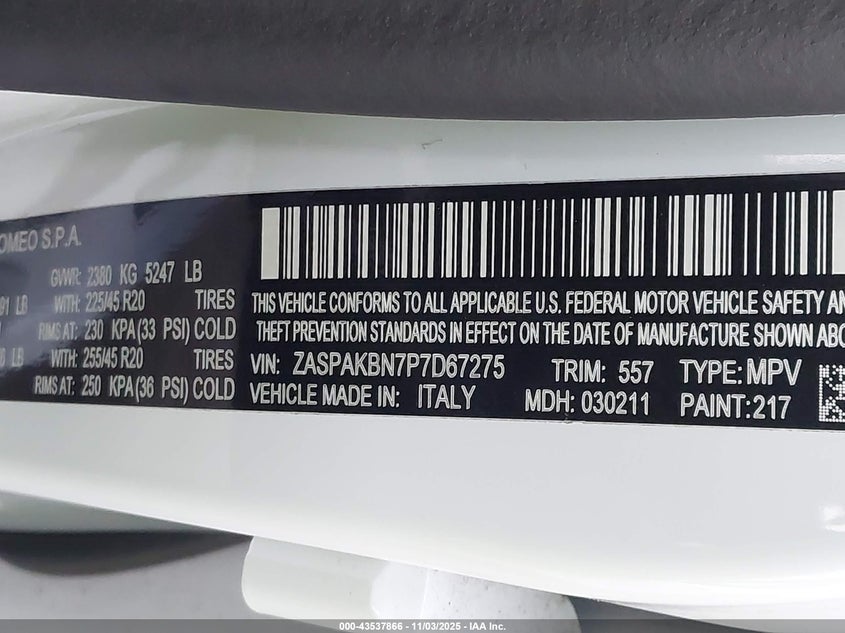 OMEO S.P.A.
GVWR: 2380 KG 5247 LB
WITH: 225/45 R20 TIRES
RIMS AT: 230 KPA(33 PSI) COLD
LB WITH: 255/45 R20 TIRES
RIMS AT: 250 KPA(36 PSI) COLD
THIS VEHICLE CONFORMS TO ALL APPLICABLE U.S. FEDERAL MOTOR VEHICLE SAFETY AN
THEFT PREVENTION STANDARDS IN EFFECT ON THE DATE OF MANUFACTURE SHOWN ABO
VIN: ZASPAKBN7P7D67275 TRIM: 557 TYPE: MPV
VEHICLE MADE IN: ITALY MDH: 030211 PAINT: 217
000-43537866 - 11/03/2025 - IAA Inc.